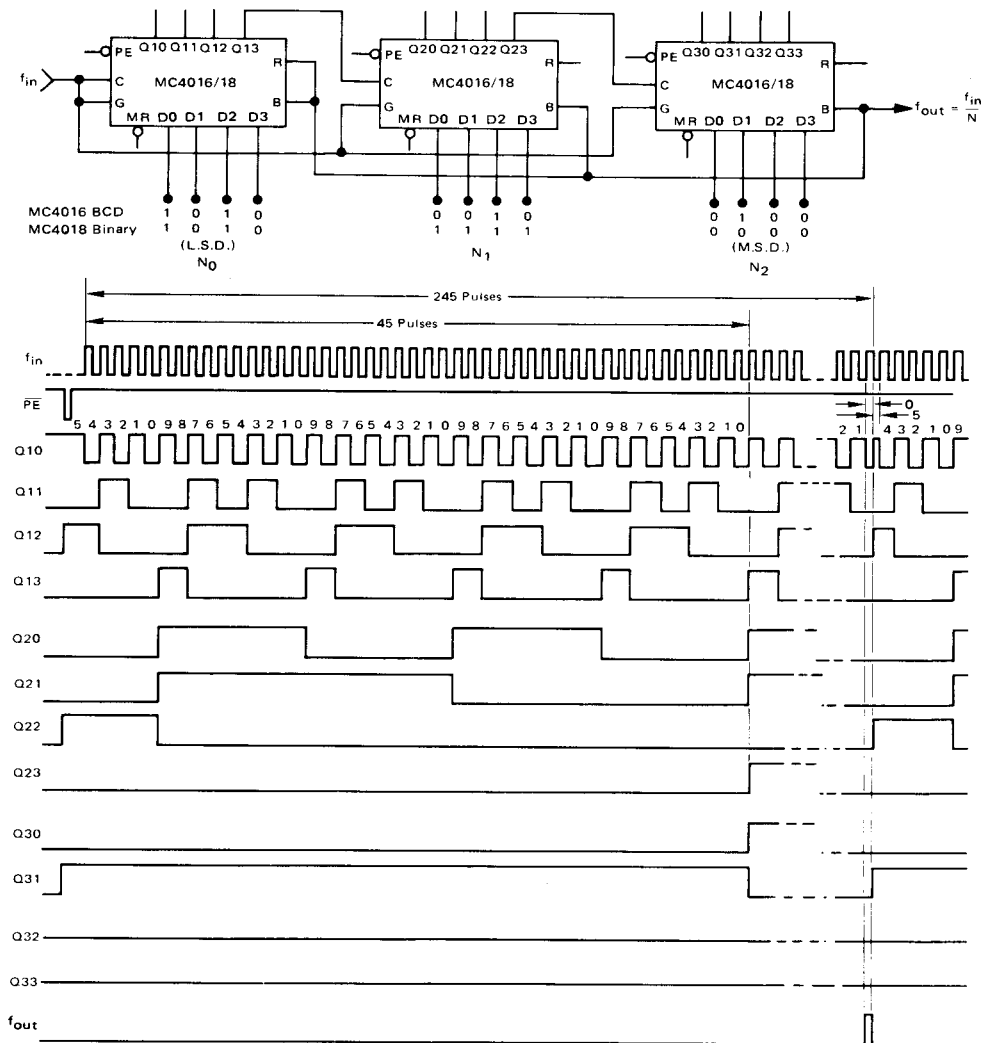 Q10 Q11 Q12 Q13
PE
R
MC4016/18
C
G
B
MR D0 D1 D2 D3
fin
Q20 Q21 Q22 Q23
PE
R
MC4016/18
C
G
B
MR D0 D1 D2 D3
Q30 Q31 Q32 Q33
PE
R
MC4016/18
C
G
B
MR D0 D1 D2 D3
fout = fin/N
MC4016 BCD 1 0 1 0 0 0 1 0 0 1 0 0
MC4018 Binary 1 0 1 0 1 1 1 1 0 0 0 0
(L.S.D.) (M.S.D.)
N0 N1 N2
245 Pulses
45 Pulses
fin
PE
0
5
5 4 3 2 1 0 9 8 7 6 5 4 3 2 1 0 9 8 7 6 5 4 3 2 1 0 9 8 7 6 5 4 3 2 1 0 9 8 7 6 5 4 3 2 1 0 2 1 4 3 2 1 0 9
Q10
Q11
Q12
Q13
Q20
Q21
Q22
Q23
Q30
Q31
Q32
Q33
fout